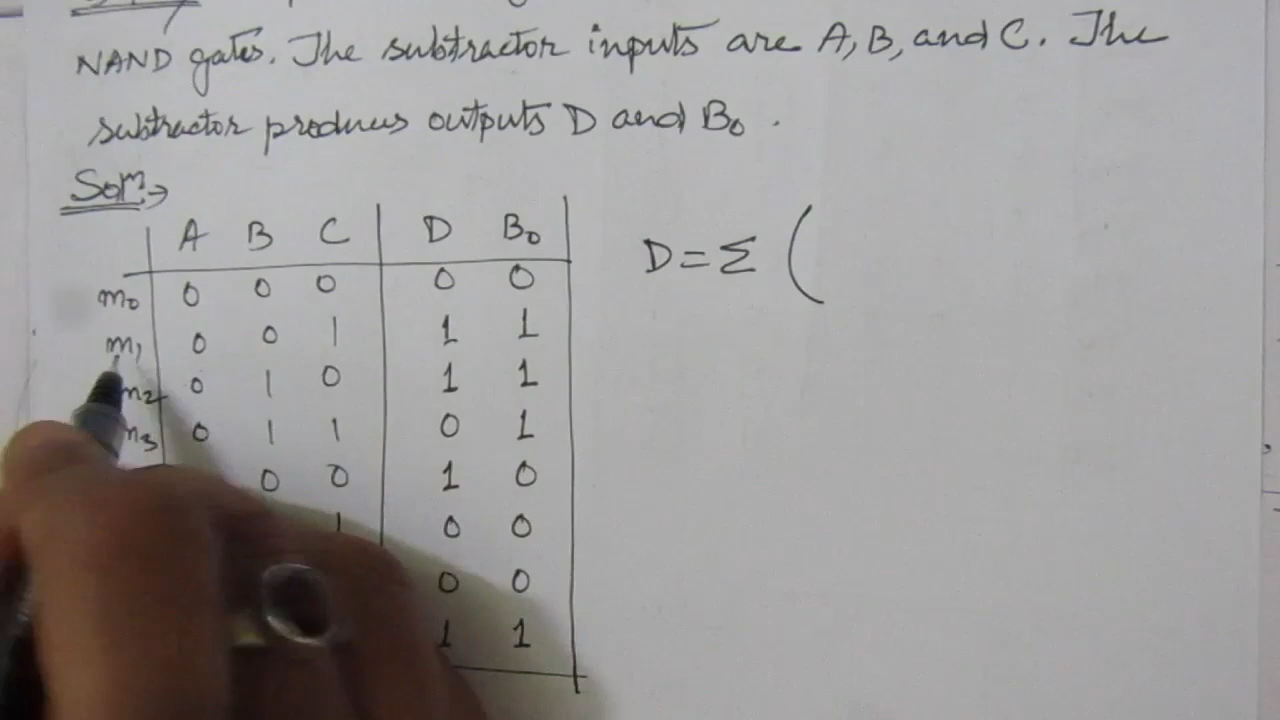 NAND gates. The subtractor inputs are A, B, and C. The
subtractor produces outputs D and B₀.
Solⁿ→
A B C D B₀
D = Σ (
m₀ 0 0 0 0 0
m₁ 0 0 1 1 1
m₂ 0 1 0 1 1
m₃ 0 1 1 0 1
0 0 1 0
1 0 0
0 0
1 1